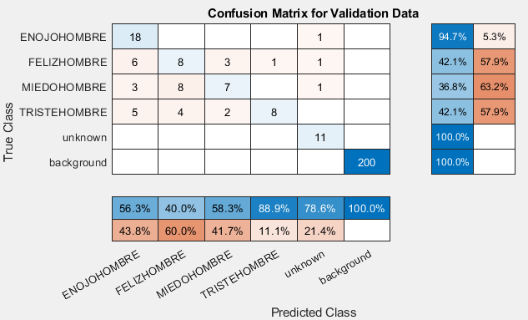 Confusion Matrix for Validation Data
True Class
ENOJOHOMBRE 18 1 94.7% 5.3%
FELIZHOMBRE 6 8 3 1 1 42.1% 57.9%
MIEDOHOMBRE 3 8 7 1 36.8% 63.2%
TRISTEHOMBRE 5 4 2 8 42.1% 57.9%
unknown 11 100.0%
background 200 100.0%
56.3% 40.0% 58.3% 88.9% 78.6% 100.0%
43.8% 60.0% 41.7% 11.1% 21.4%
ENOJOHOMBRE FELIZHOMBRE MIEDOHOMBRE TRISTEHOMBRE unknown background
Predicted Class